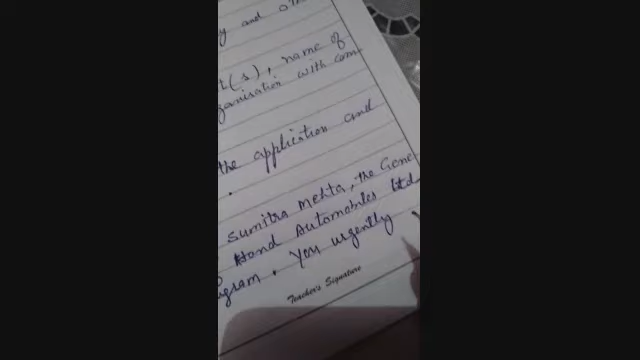 y and oth
t(s), name of
ganisation with com-
the application and
.
Sumitra Mehta, the Gene
Hond Automobiles Ltd.
gram. You urgently
Teacher's Signature